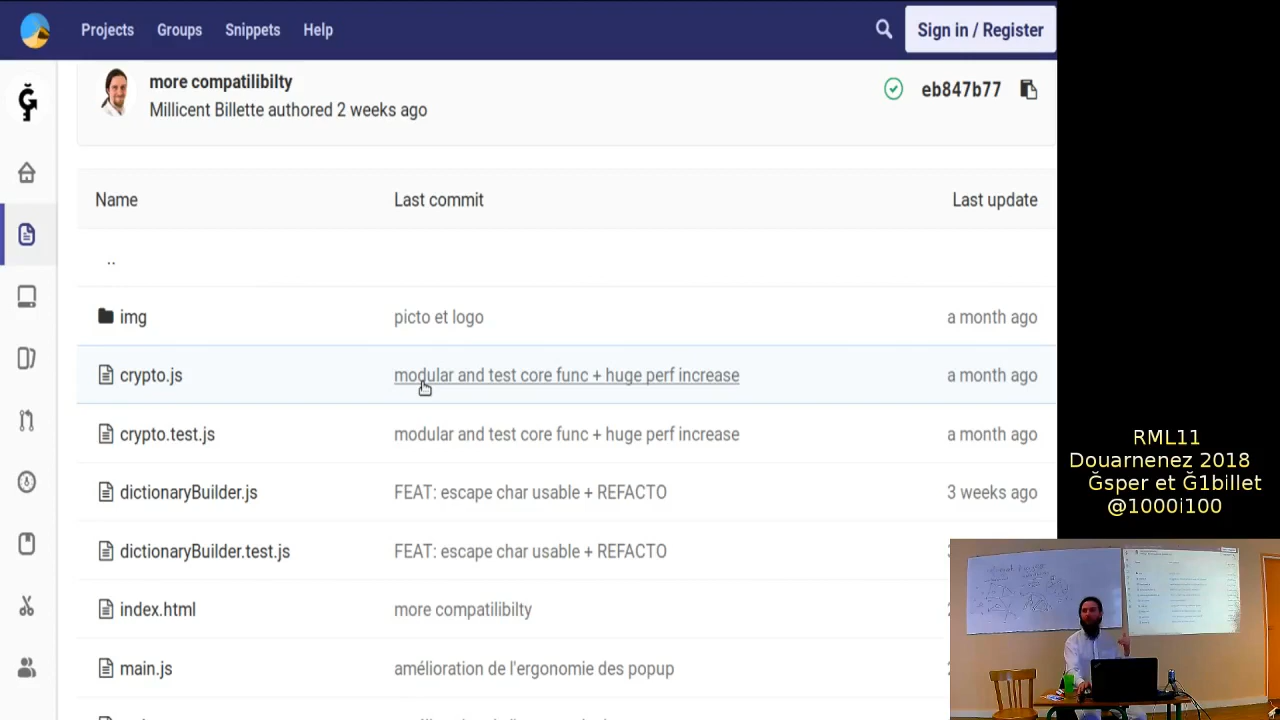 Projects Groups Snippets Help Sign in / Register
more compatibilty
Millicent Billette authored 2 weeks ago
eb847b77
Name Last commit Last update
..
img picto et logo a month ago
crypto.js modular and test core func + huge perf increase a month ago
crypto.test.js modular and test core func + huge perf increase a month ago
dictionaryBuilder.js FEAT: escape char usable + REFACTO 3 weeks ago
dictionaryBuilder.test.js FEAT: escape char usable + REFACTO
index.html more compatibilty
main.js amélioration de l'ergonomie des popup
RML11
Douarnenez 2018
Ğsper et Ğ1billet
@1000i100